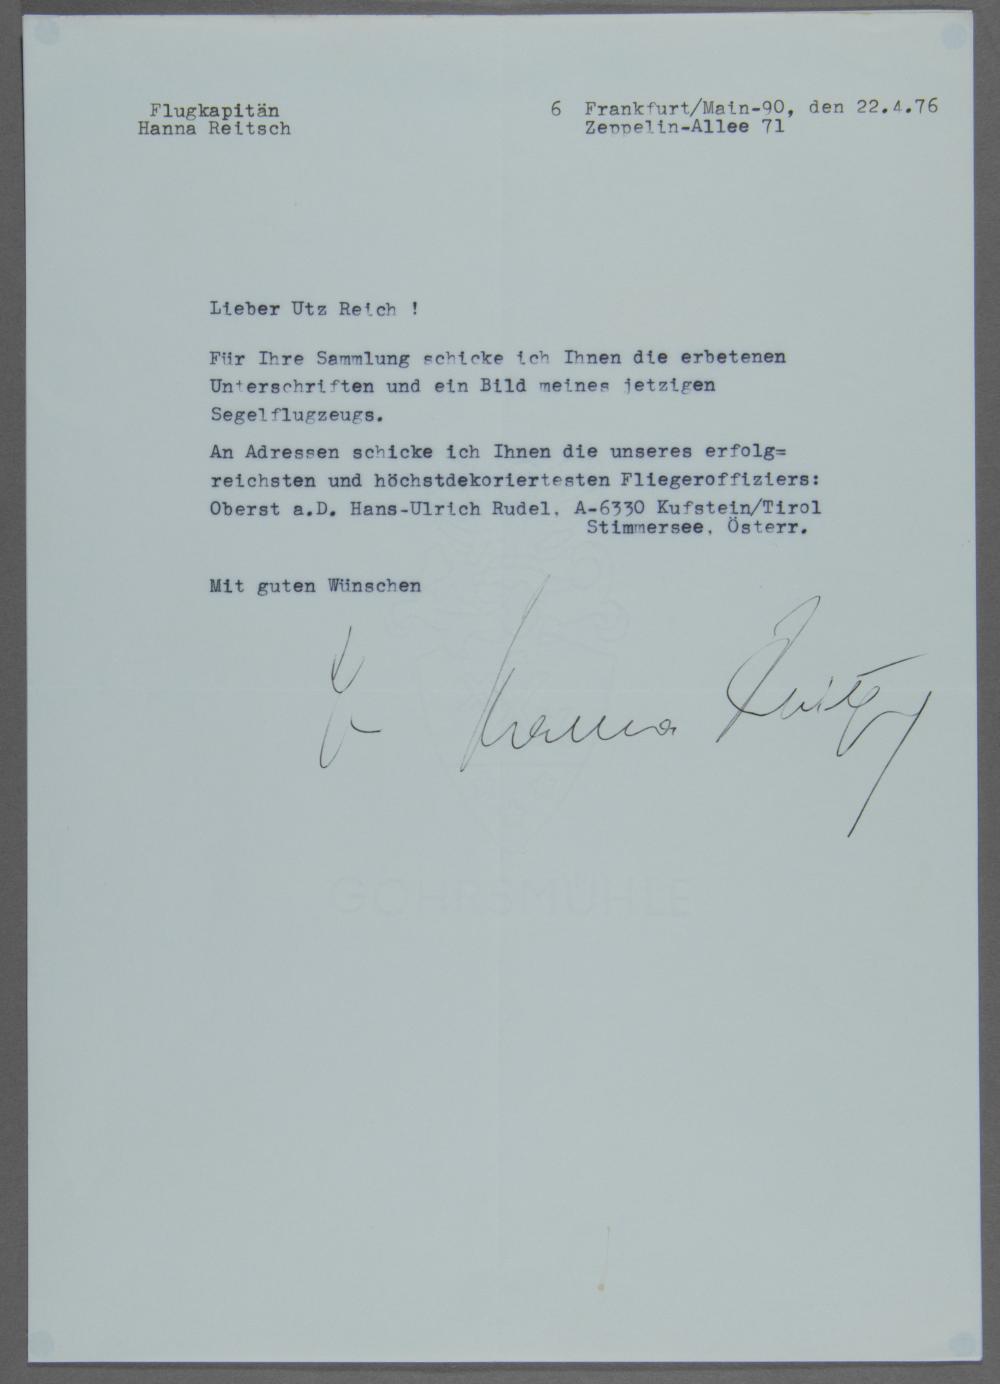 Flugkapitän
Hanna Reitsch
6 Frankfurt/Main-90, den 22.4.76
Zeppelin-Allee 71
Lieber Utz Reich !
Für Ihre Sammlung schicke ich Ihnen die erbetenen
Unterschriften und ein Bild meines jetzigen
Segelflugzeugs.
An Adressen schicke ich Ihnen die unseres erfolg=
reichsten und höchstdekoriertesten Fliegeroffiziers:
Oberst a.D. Hans-Ulrich Rudel, A-6330 Kufstein/Tirol
Stimmersee, Österr.
Mit guten Wünschen
Hanna Reitsch
GOHRSMÜHLE